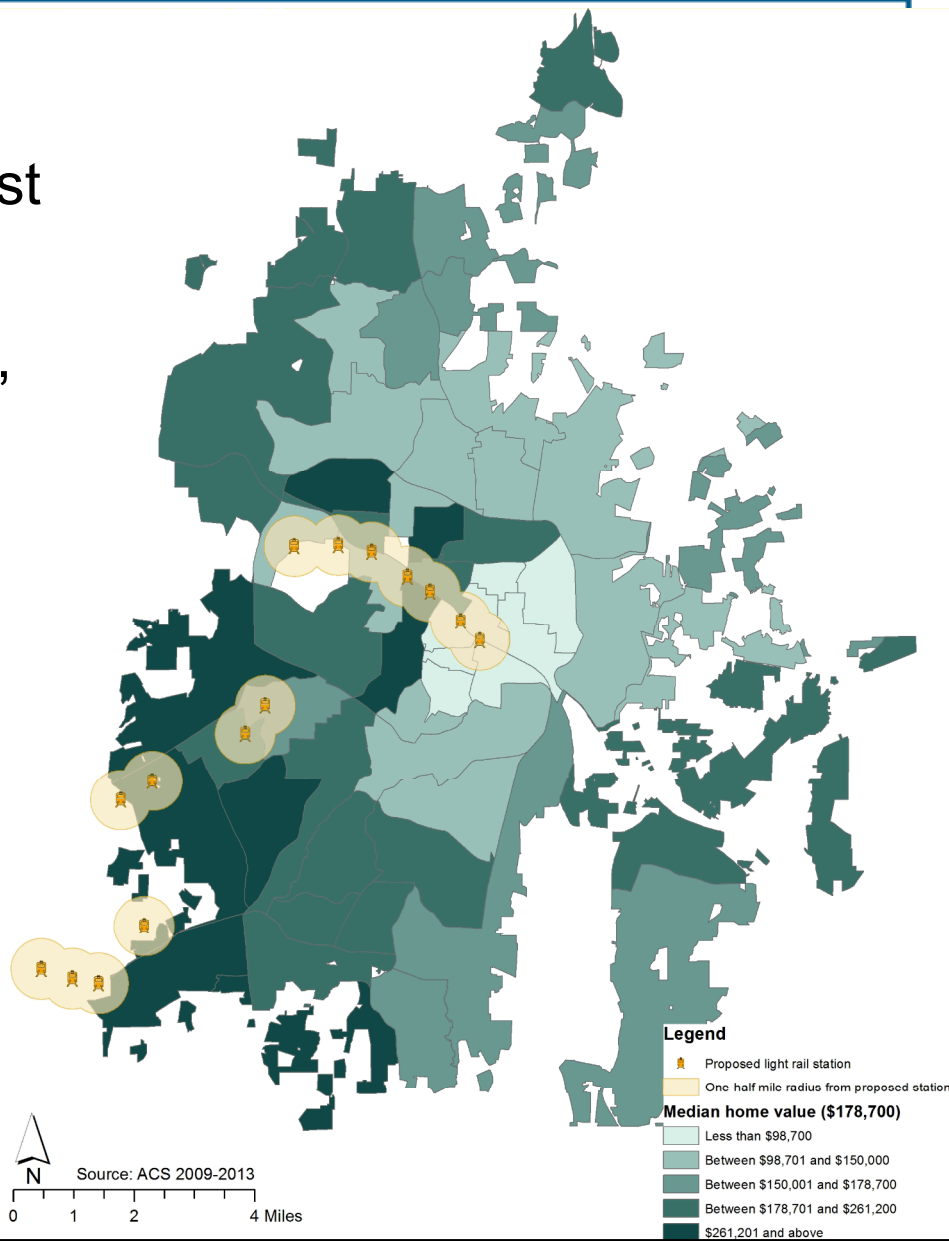 st
,
Legend
Proposed light rail station
One half mile radius from proposed station
Median home value ($178,700)
Less than $98,700
Between $98,701 and $150,000
Between $150,001 and $178,700
Between $178,701 and $261,200
$261,201 and above
N
Source: ACS 2009-2013
0 1 2 4 Miles